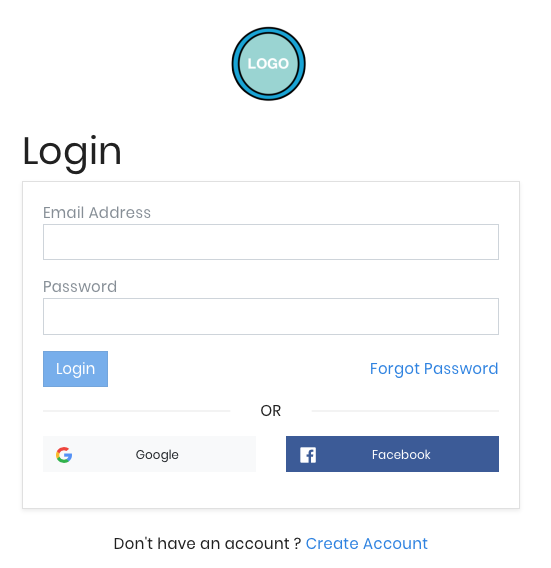 LOGO
Login
Email Address
Password
Login Forgot Password
OR
Google Facebook
Don't have an account ? Create Account